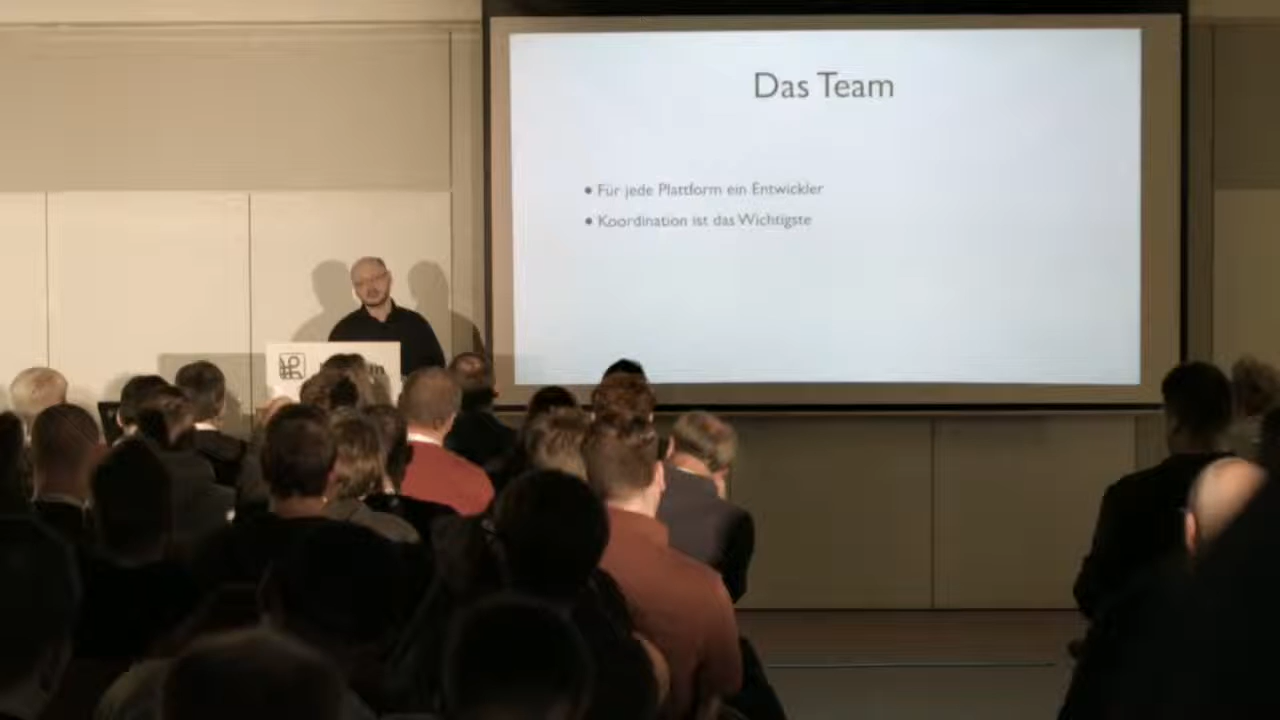 Das Team
• Für jede Plattform ein Entwickler
• Koordination ist das Wichtigste